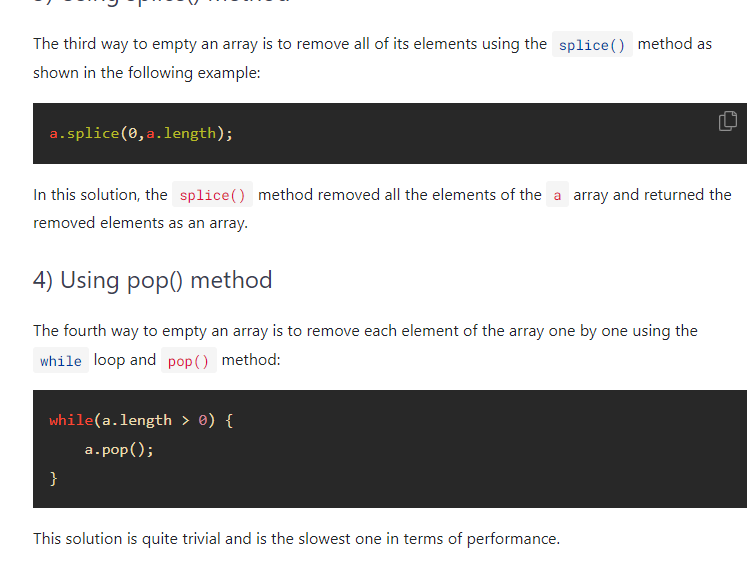 3) Using splice() method
The third way to empty an array is to remove all of its elements using the splice() method as
shown in the following example:
a.splice(0,a.length);
In this solution, the splice() method removed all the elements of the a array and returned the
removed elements as an array.
4) Using pop() method
The fourth way to empty an array is to remove each element of the array one by one using the
while loop and pop() method:
while(a.length > 0) {
    a.pop();
}
This solution is quite trivial and is the slowest one in terms of performance.